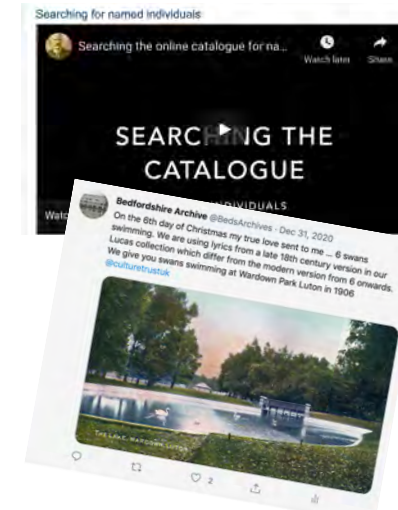 Searching for named individuals
Searching the online catalogue for na...
Watch later
Share
SEARCHING THE
CATALOGUE
INDIVIDUALS
Watc
Bedfordshire Archive @BedsArchives · Dec 31, 2020
On the 6th day of Christmas my true love sent to me ... 6 swans
swimming. We are using lyrics from a late 18th century version in our
Lucas collection which differ from the modern version from 6 onwards.
We give you swans swimming at Wardown Park Luton in 1906
@culturetrustuk
THE LAKE, WARDOWN LUTON
2